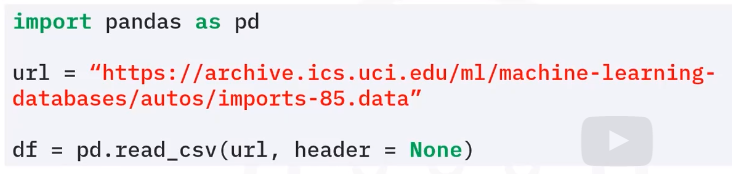 import pandas as pd
url = “https://archive.ics.uci.edu/ml/machine-learning-
databases/autos/imports-85.data”
df = pd.read_csv(url, header = None)